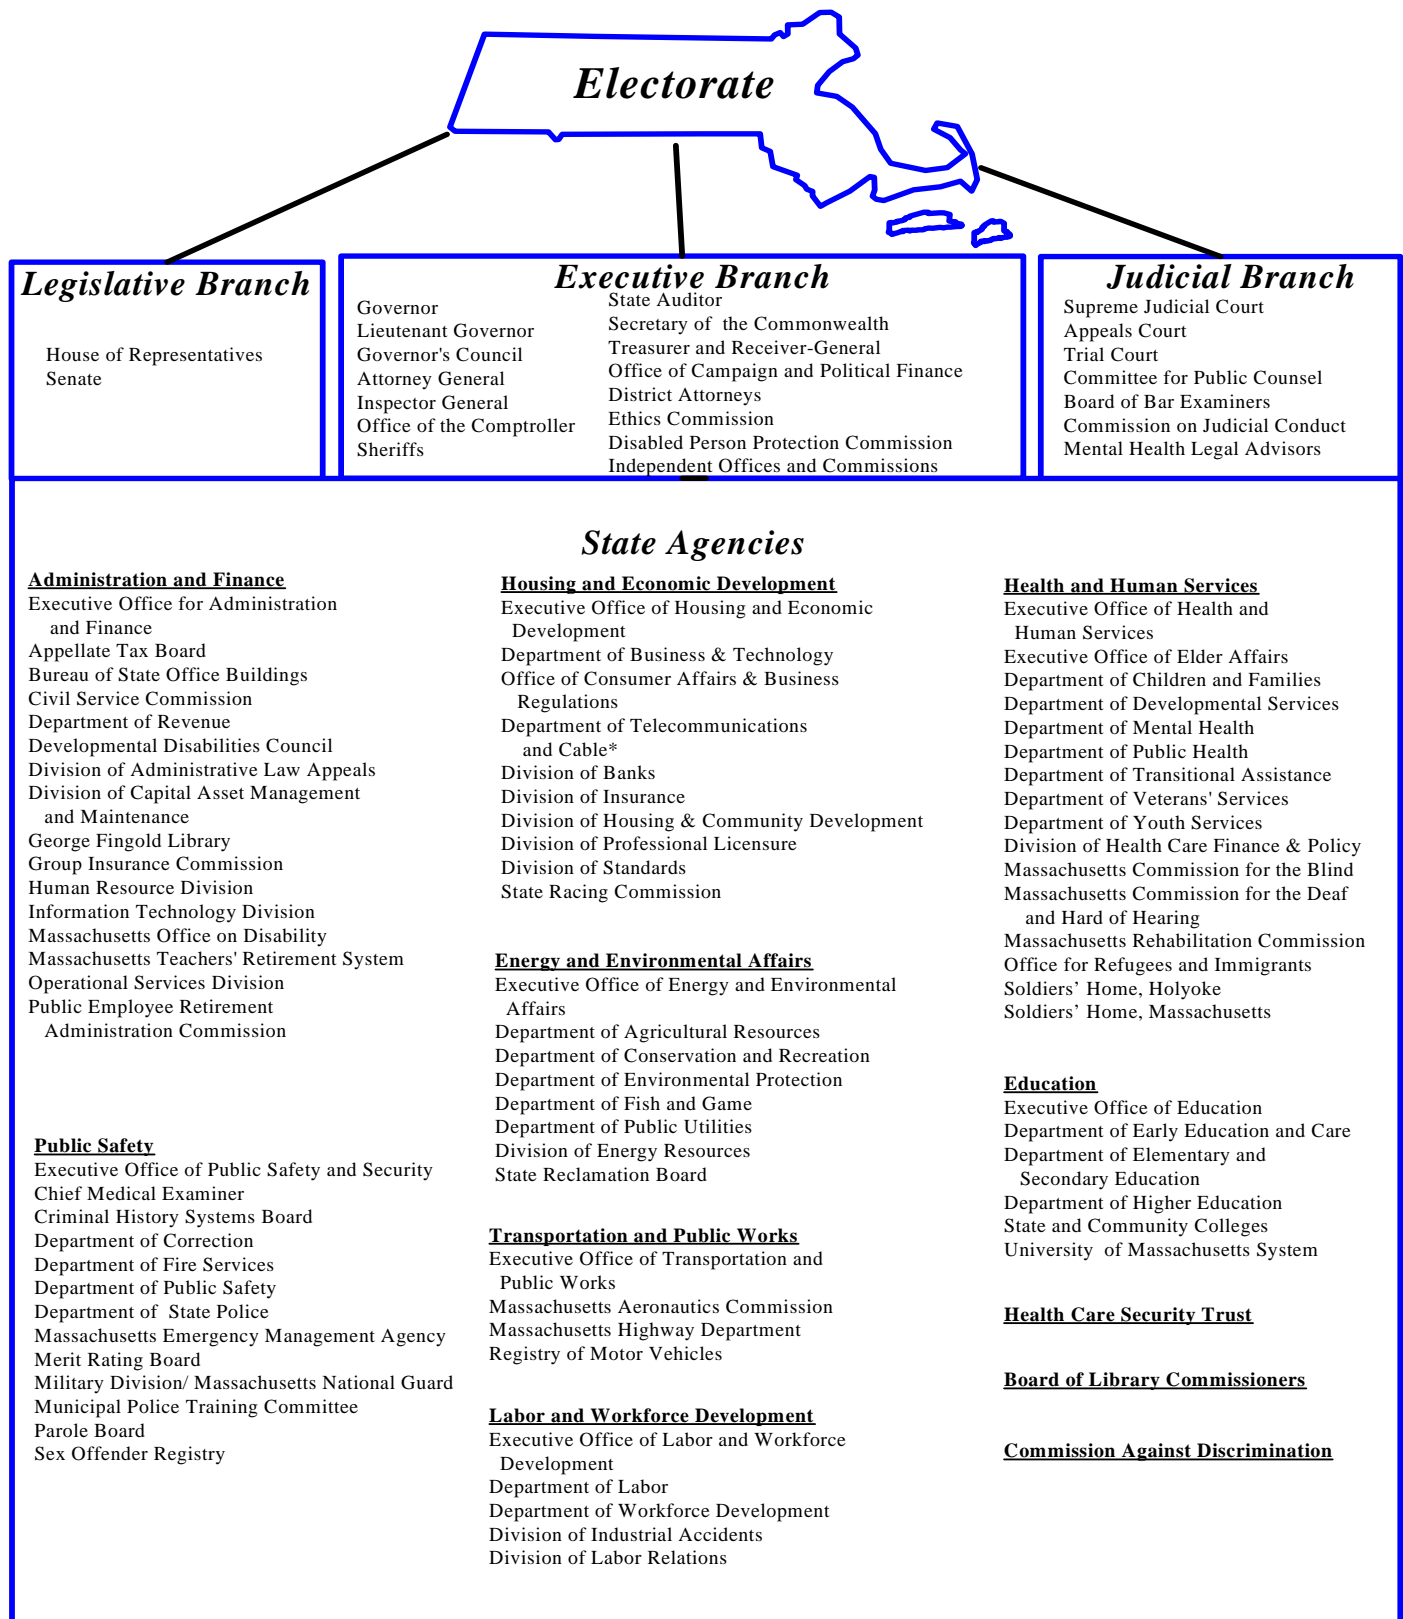 Electorate
Legislative Branch
House of Representatives
Senate
Executive Branch
Governor
Lieutenant Governor
Governor's Council
Attorney General
Inspector General
Office of the Comptroller
Sheriffs
State Auditor
Secretary of the Commonwealth
Treasurer and Receiver-General
Office of Campaign and Political Finance
District Attorneys
Ethics Commission
Disabled Person Protection Commission
Independent Offices and Commissions
Judicial Branch
Supreme Judicial Court
Appeals Court
Trial Court
Committee for Public Counsel
Board of Bar Examiners
Commission on Judicial Conduct
Mental Health Legal Advisors
State Agencies
Administration and Finance
Executive Office for Administration
and Finance
Appellate Tax Board
Bureau of State Office Buildings
Civil Service Commission
Department of Revenue
Developmental Disabilities Council
Division of Administrative Law Appeals
Division of Capital Asset Management
and Maintenance
George Fingold Library
Group Insurance Commission
Human Resource Division
Information Technology Division
Massachusetts Office on Disability
Massachusetts Teachers' Retirement System
Operational Services Division
Public Employee Retirement
Administration Commission
Public Safety
Executive Office of Public Safety and Security
Chief Medical Examiner
Criminal History Systems Board
Department of Correction
Department of Fire Services
Department of Public Safety
Department of State Police
Massachusetts Emergency Management Agency
Merit Rating Board
Military Division/ Massachusetts National Guard
Municipal Police Training Committee
Parole Board
Sex Offender Registry
Housing and Economic Development
Executive Office of Housing and Economic
Development
Department of Business & Technology
Office of Consumer Affairs & Business
Regulations
Department of Telecommunications
and Cable*
Division of Banks
Division of Insurance
Division of Housing & Community Development
Division of Professional Licensure
Division of Standards
State Racing Commission
Energy and Environmental Affairs
Executive Office of Energy and Environmental
Affairs
Department of Agricultural Resources
Department of Conservation and Recreation
Department of Environmental Protection
Department of Fish and Game
Department of Public Utilities
Division of Energy Resources
State Reclamation Board
Transportation and Public Works
Executive Office of Transportation and
Public Works
Massachusetts Aeronautics Commission
Massachusetts Highway Department
Registry of Motor Vehicles
Labor and Workforce Development
Executive Office of Labor and Workforce
Development
Department of Labor
Department of Workforce Development
Division of Industrial Accidents
Division of Labor Relations
Health and Human Services
Executive Office of Health and
Human Services
Executive Office of Elder Affairs
Department of Children and Families
Department of Developmental Services
Department of Mental Health
Department of Public Health
Department of Transitional Assistance
Department of Veterans' Services
Department of Youth Services
Division of Health Care Finance & Policy
Massachusetts Commission for the Blind
Massachusetts Commission for the Deaf
and Hard of Hearing
Massachusetts Rehabilitation Commission
Office for Refugees and Immigrants
Soldiers’ Home, Holyoke
Soldiers’ Home, Massachusetts
Education
Executive Office of Education
Department of Early Education and Care
Department of Elementary and
Secondary Education
Department of Higher Education
State and Community Colleges
University of Massachusetts System
Health Care Security Trust
Board of Library Commissioners
Commission Against Discrimination